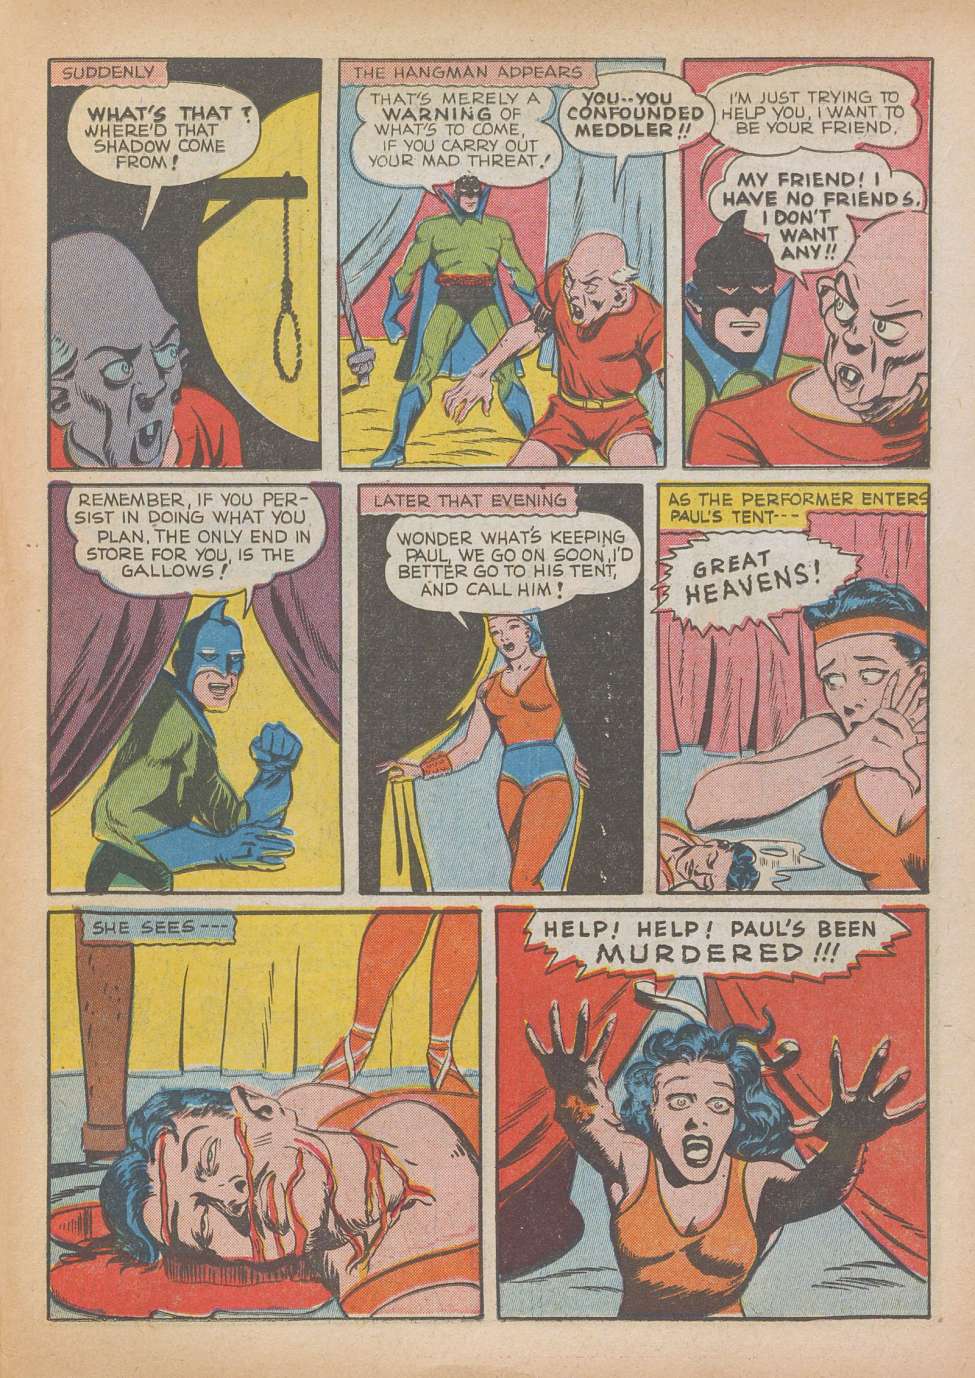 SUDDENLY
WHAT'S THAT?
WHERE'D THAT
SHADOW COME
FROM!
THE HANGMAN APPEARS
THAT'S MERELY A
WARNING OF
WHAT'S TO COME,
IF YOU CARRY OUT
YOUR MAD THREAT!
YOU--YOU
CONFOUNDED
MEDDLER!!
I'M JUST TRYING TO
HELP YOU, I WANT TO
BE YOUR FRIEND.
MY FRIEND! I
HAVE NO FRIENDS.
I DON'T
WANT
ANY!!
REMEMBER, IF YOU PER-
SIST IN DOING WHAT YOU
PLAN, THE ONLY END IN
STORE FOR YOU, IS THE
GALLOWS!
LATER THAT EVENING
WONDER WHAT'S KEEPING
PAUL, WE GO ON SOON, I'D
BETTER GO TO HIS TENT,
AND CALL HIM!
AS THE PERFORMER ENTERS
PAUL'S TENT---
GREAT
HEAVENS!
SHE SEES---
HELP! HELP! PAUL'S BEEN
MURDERED!!!